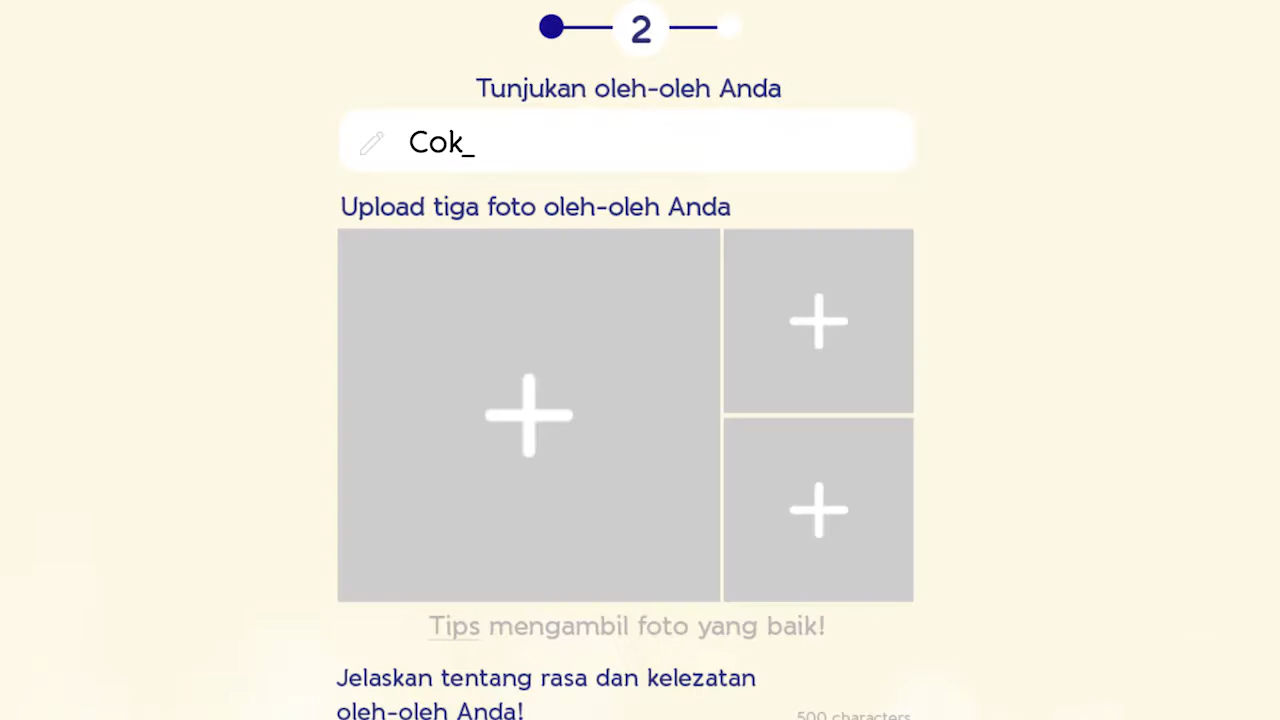 2
Tunjukan oleh-oleh Anda
Cok_
Upload tiga foto oleh-oleh Anda
Tips mengambil foto yang baik!
Jelaskan tentang rasa dan kelezatan
oleh-oleh Anda!
500 characters